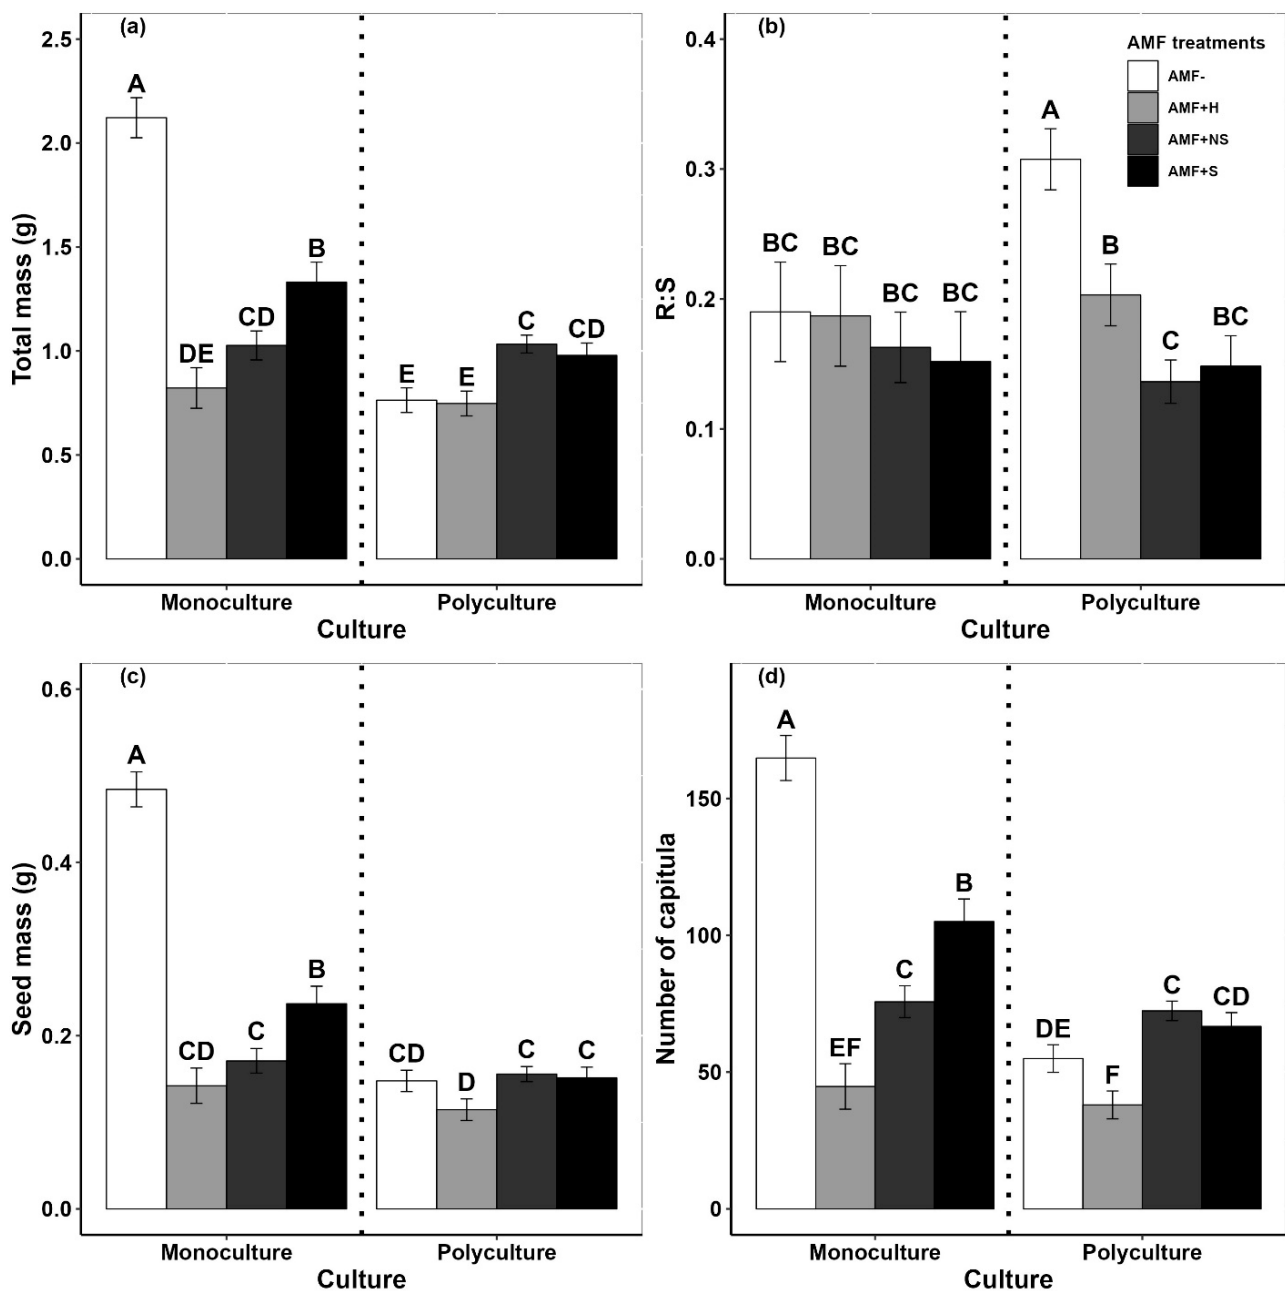 (a)
2.5
2.0
1.5
1.0
0.5
0.0
Total mass (g)
A
DE
CD
B
E
E
C
CD
Monoculture
Polyculture
Culture
(b)
0.4
0.3
0.2
0.1
0.0
R:S
AMF treatments
AMF-
AMF+H
AMF+NS
AMF+S
BC
BC
BC
BC
A
B
C
BC
Monoculture
Polyculture
Culture
(c)
0.6
0.4
0.2
0.0
Seed mass (g)
A
CD
C
B
CD
D
C
C
Monoculture
Polyculture
Culture
(d)
150
100
50
0
Number of capitula
A
EF
C
B
DE
F
C
CD
Monoculture
Polyculture
Culture